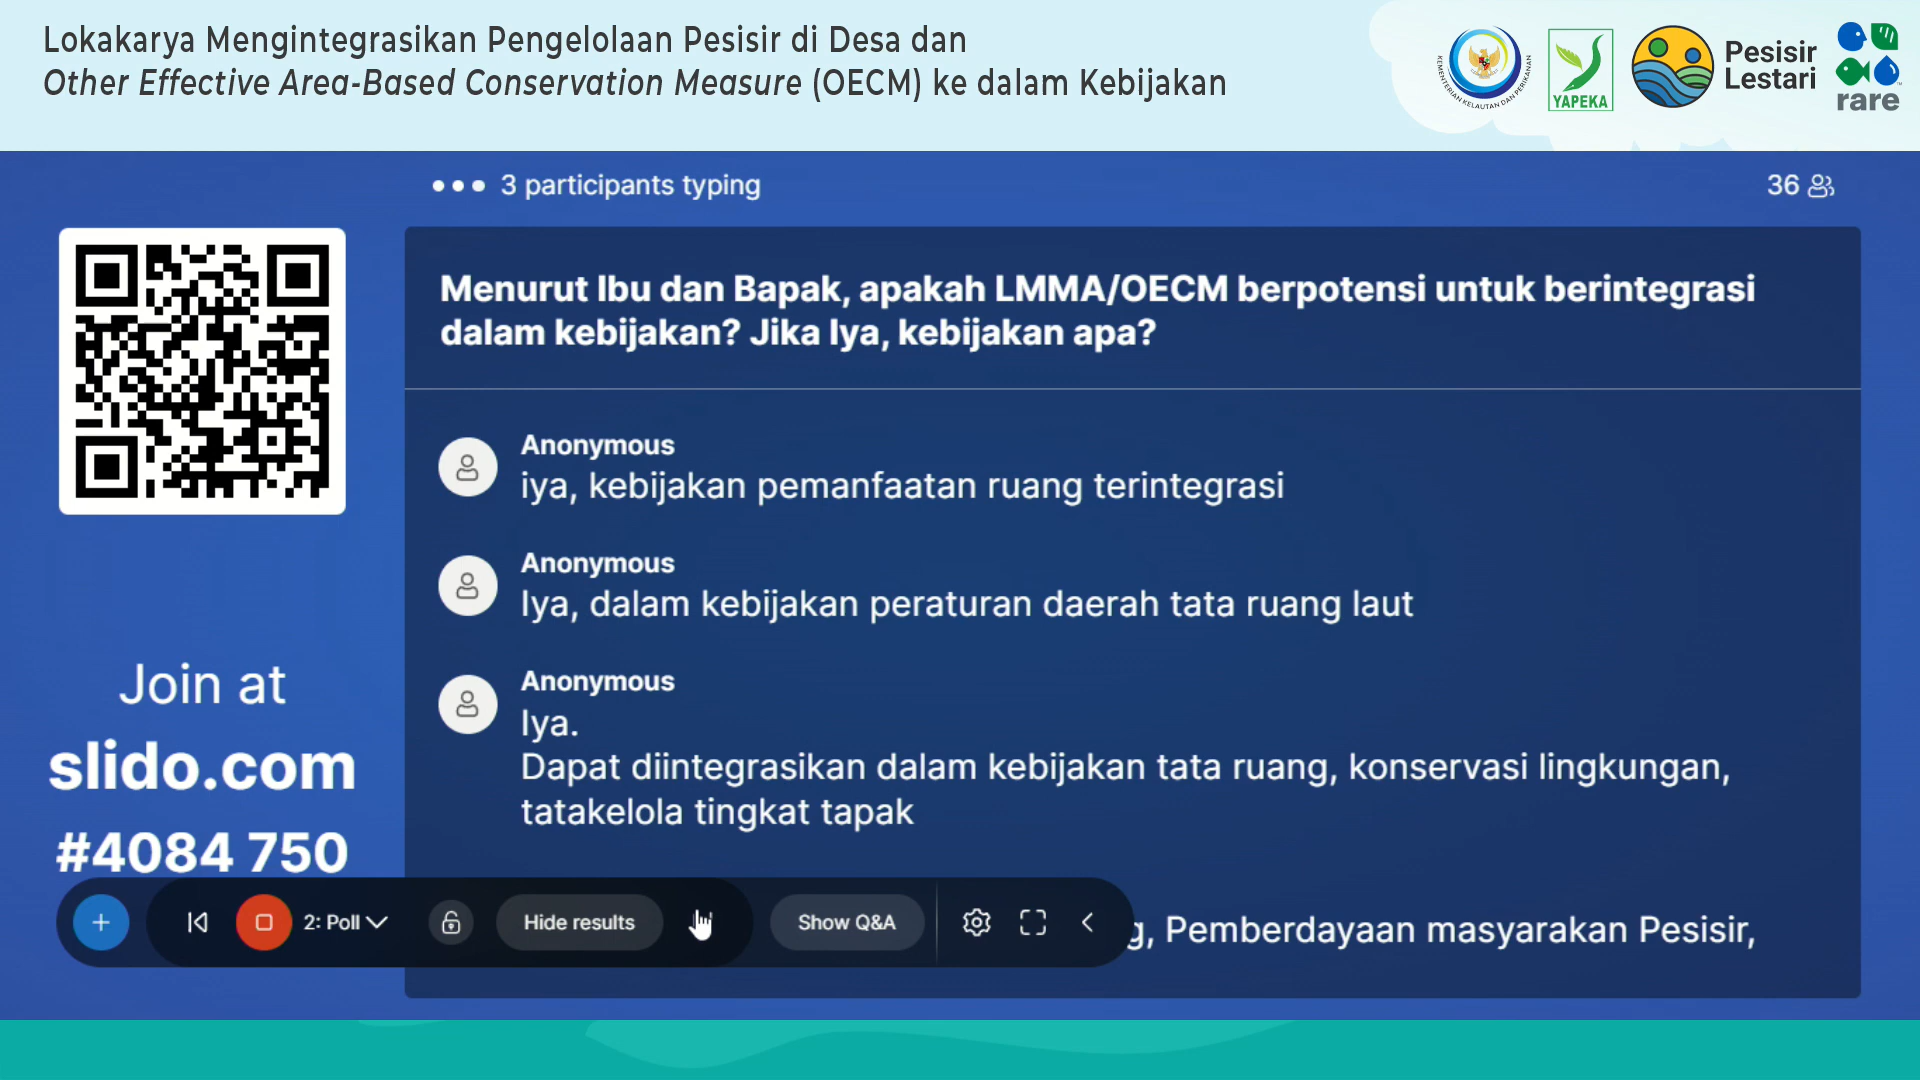 Lokakarya Mengintegrasikan Pengelolaan Pesisir di Desa dan
Other Effective Area-Based Conservation Measure (OECM) ke dalam Kebijakan
KEMENTERIAN KELAUTAN DAN PERIKANAN
YAPEKA
Pesisir
Lestari
rare
3 participants typing
36
Menurut Ibu dan Bapak, apakah LMMA/OECM berpotensi untuk berintegrasi
dalam kebijakan? Jika Iya, kebijakan apa?
Anonymous
iya, kebijakan pemanfaatan ruang terintegrasi
Anonymous
Iya, dalam kebijakan peraturan daerah tata ruang laut
Anonymous
Iya.
Dapat diintegrasikan dalam kebijakan tata ruang, konservasi lingkungan,
tatakelola tingkat tapak
g, Pemberdayaan masyarakan Pesisir,
Join at
slido.com
#4084 750
2: Poll
Hide results
Show Q&A